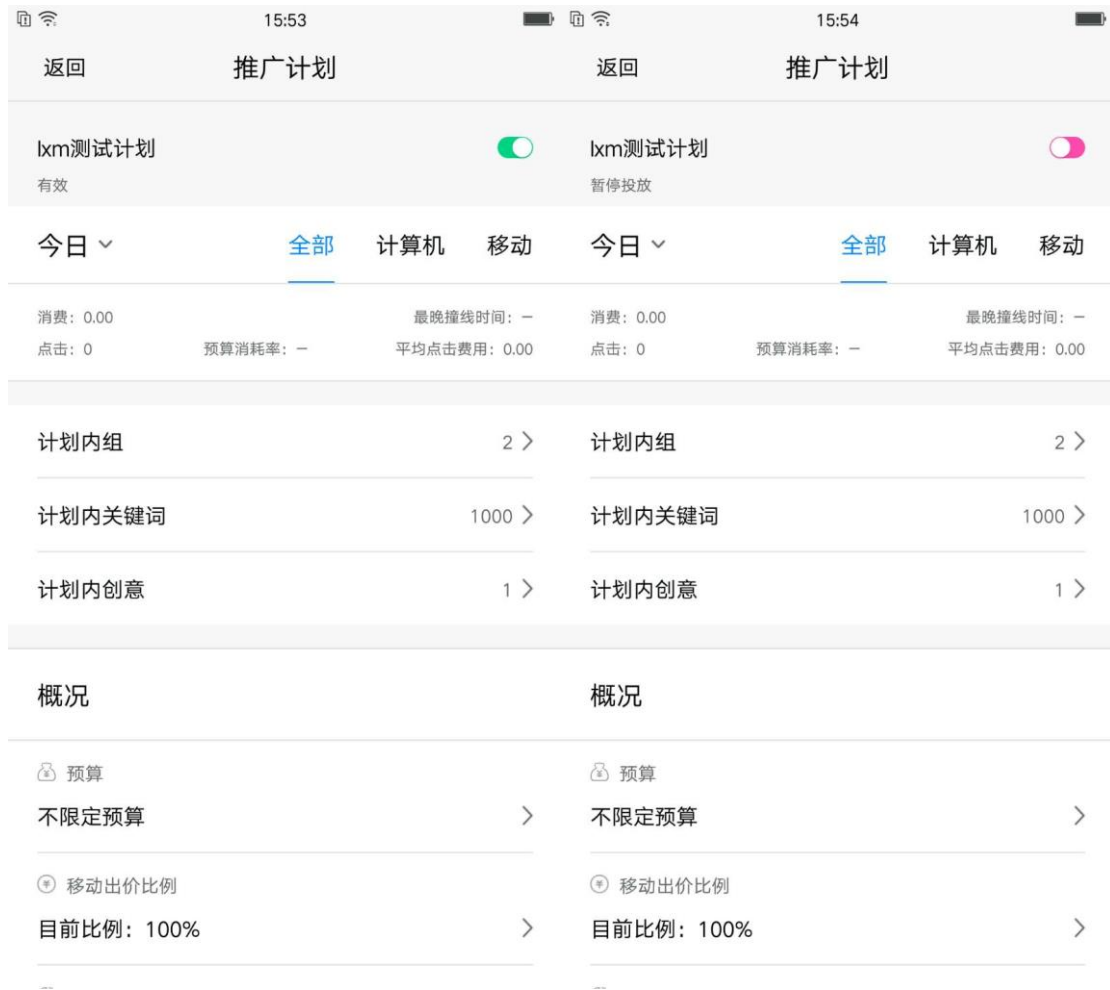 15:53
返回 推广计划
lxm测试计划
有效
今日 全部 计算机 移动
消费：0.00 最晚撞线时间：—
点击：0 预算消耗率：— 平均点击费用：0.00
计划内组 2
计划内关键词 1000
计划内创意 1
概况
预算
不限定预算
移动出价比例
目前比例：100%
15:54
返回 推广计划
lxm测试计划
暂停投放
今日 全部 计算机 移动
消费：0.00 最晚撞线时间：—
点击：0 预算消耗率：— 平均点击费用：0.00
计划内组 2
计划内关键词 1000
计划内创意 1
概况
预算
不限定预算
移动出价比例
目前比例：100%